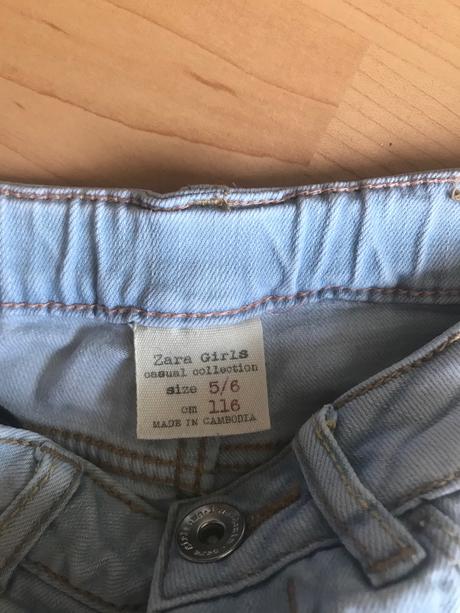 Zara Girls
casual collection
size 5/6
cm 116
MADE IN CAMBODIA